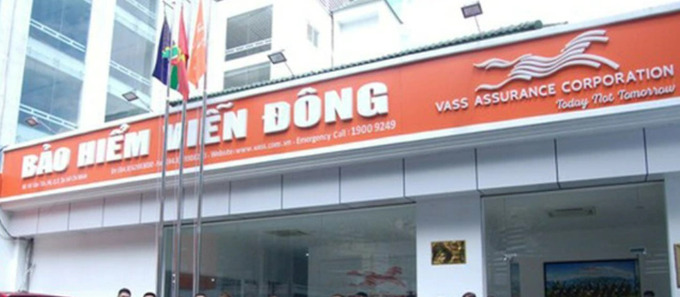 BẢO HIỂM VIỄN ĐÔNG
Website: www.vass.com.vn - Emergency Call : 1900 9249
VASS ASSURANCE CORPORATION
Today Not Tomorrow